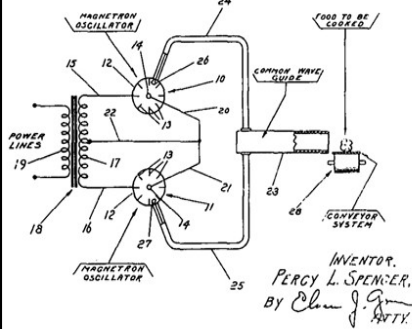 24
MAGNETRON
OSCILLATOR
FOOD TO BE
COOKED
14
26
15
12
10
COMMON WAVE
GUIDE
13
20
22
POWER
LINES
19
17
13
21
23
28
18
16
12
11
14
CONVEYOR
SYSTEM
27
MAGNETRON
OSCILLATOR
25
INVENTOR.
PERCY L. SPENCER,
BY
ATTY.